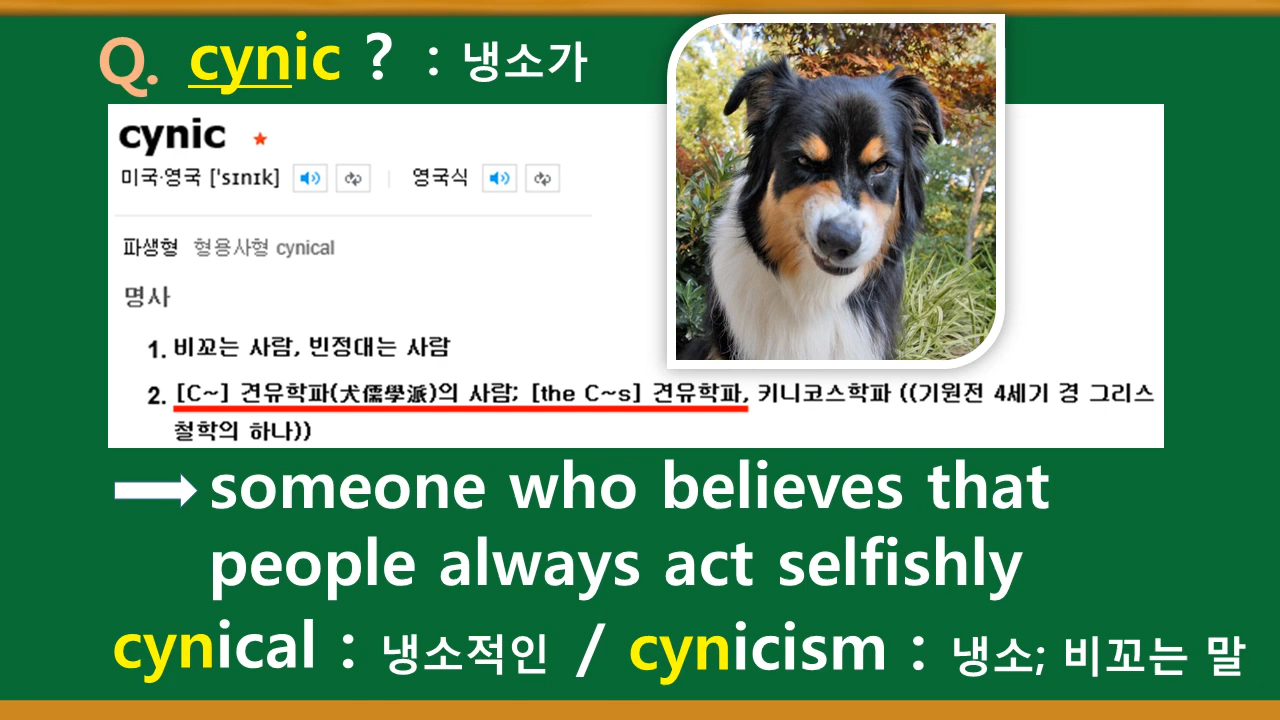 Q. cynic ? : 냉소가
cynic
미국·영국 ['sɪnɪk] 영국식
파생형 형용사형 cynical
명사
1. 비꼬는 사람, 빈정대는 사람
2. [C~] 견유학파(犬儒學派)의 사람; [the C~s] 견유학파, 키니코스학파 ((기원전 4세기 경 그리스
철학의 하나))
someone who believes that
people always act selfishly
cynical : 냉소적인 / cynicism : 냉소; 비꼬는 말